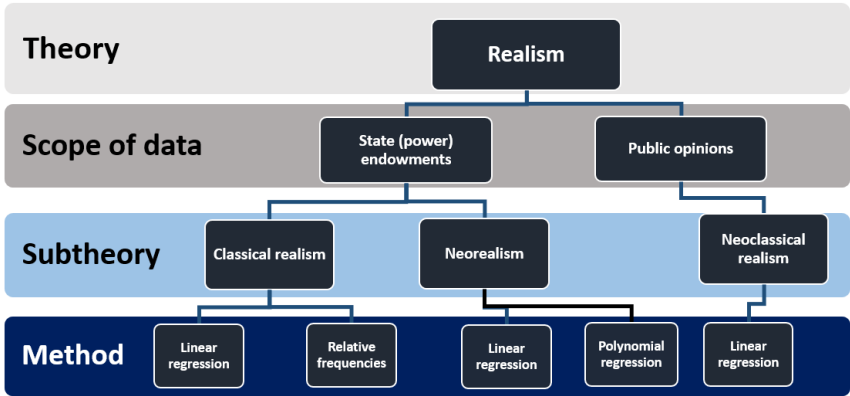 Theory
Realism
Scope of data
State (power)
endowments
Public opinions
Subtheory
Classical realism
Neorealism
Neoclassical
realism
Method
Linear
regression
Relative
frequencies
Linear
regression
Polynomial
regression
Linear
regression